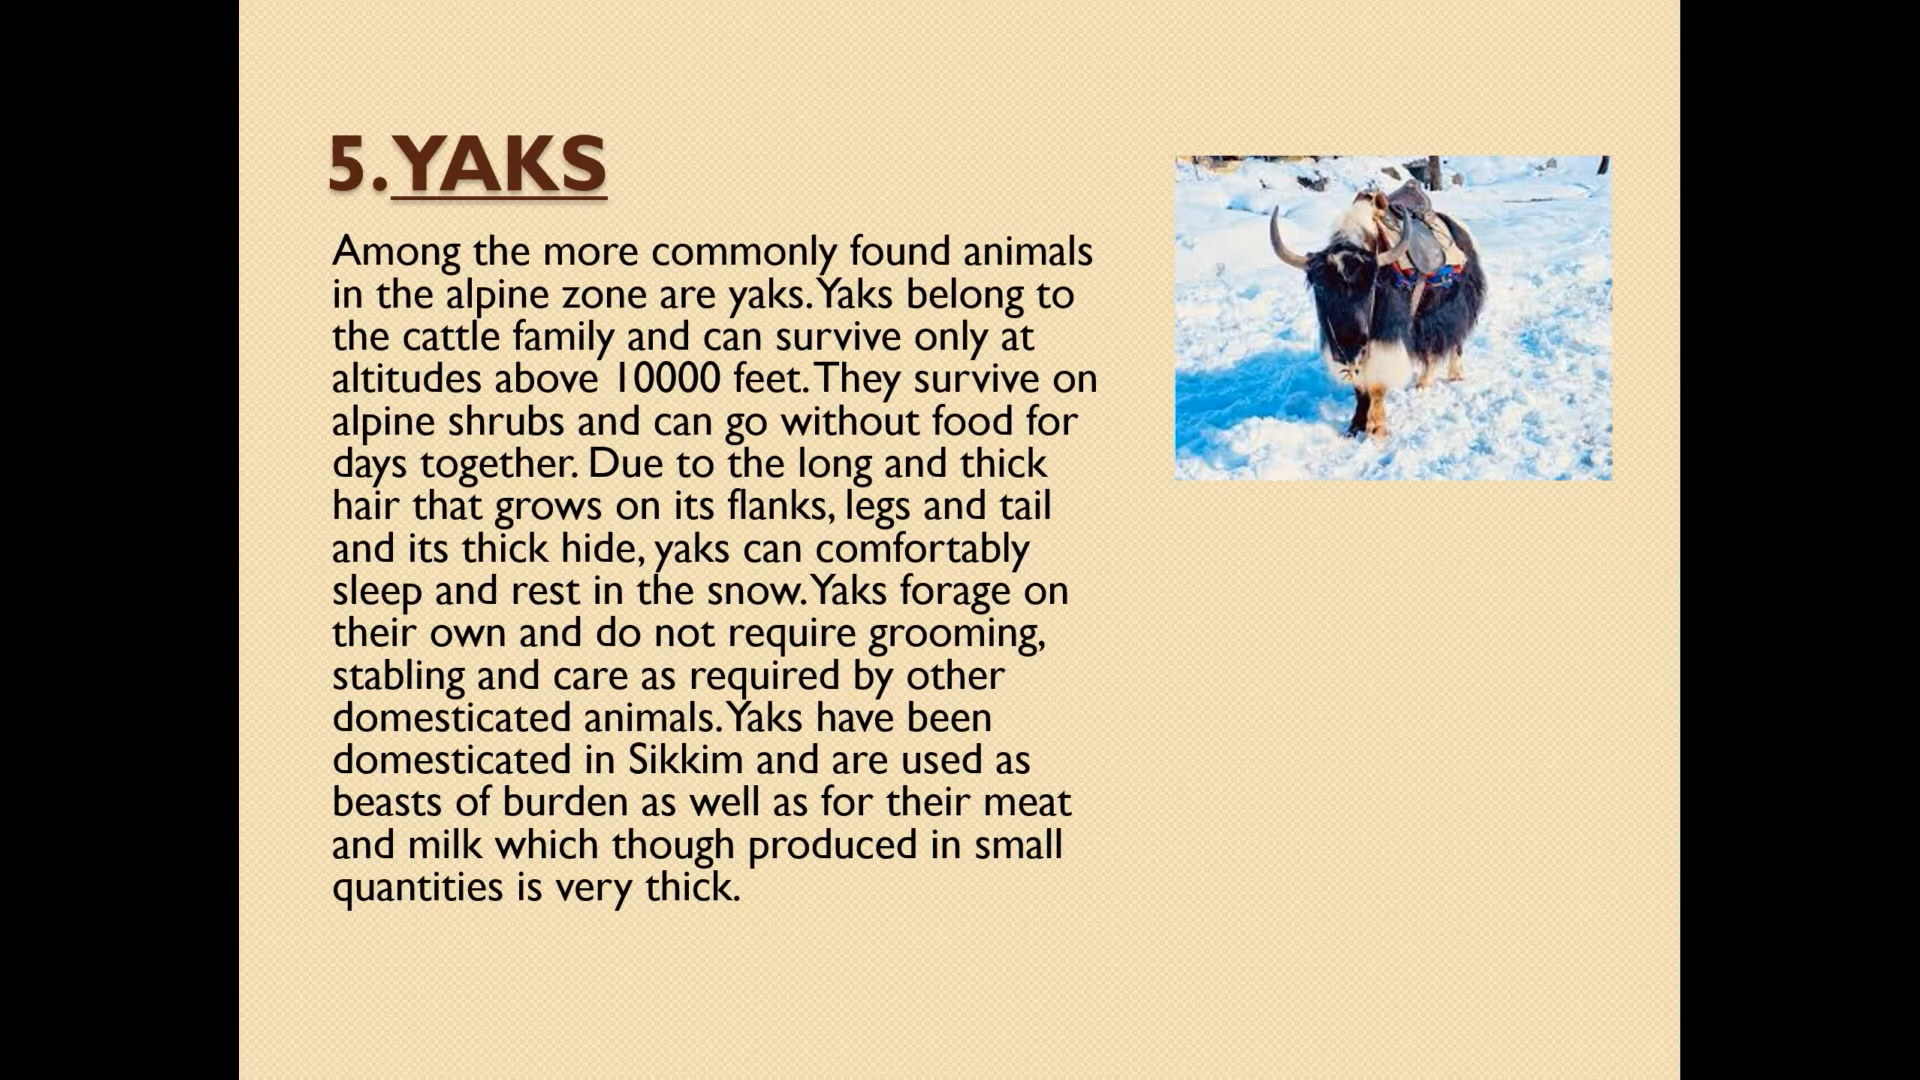 5.YAKS
Among the more commonly found animals
in the alpine zone are yaks. Yaks belong to
the cattle family and can survive only at
altitudes above 10000 feet. They survive on
alpine shrubs and can go without food for
days together. Due to the long and thick
hair that grows on its flanks, legs and tail
and its thick hide, yaks can comfortably
sleep and rest in the snow. Yaks forage on
their own and do not require grooming,
stabling and care as required by other
domesticated animals. Yaks have been
domesticated in Sikkim and are used as
beasts of burden as well as for their meat
and milk which though produced in small
quantities is very thick.